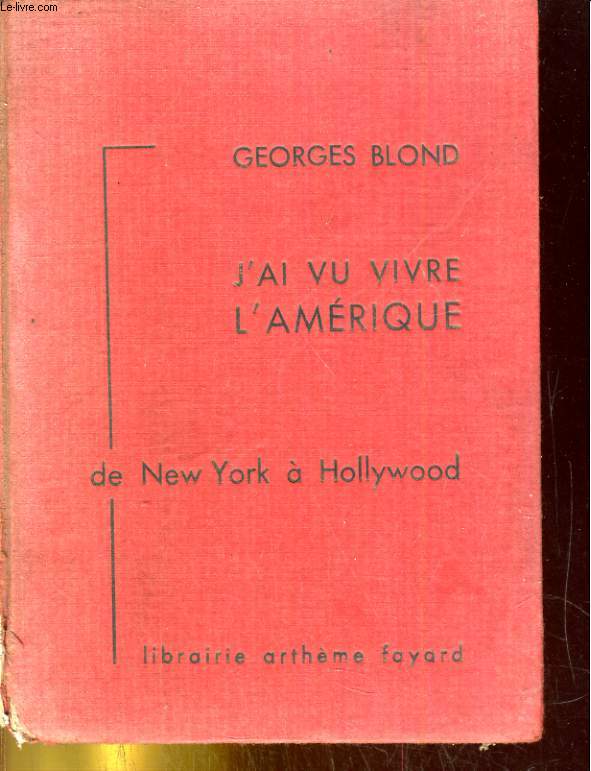 Le-livre.com
GEORGES BLOND
J'AI VU VIVRE
L'AMÉRIQUE
de New York à Hollywood
librairie arthème fayard